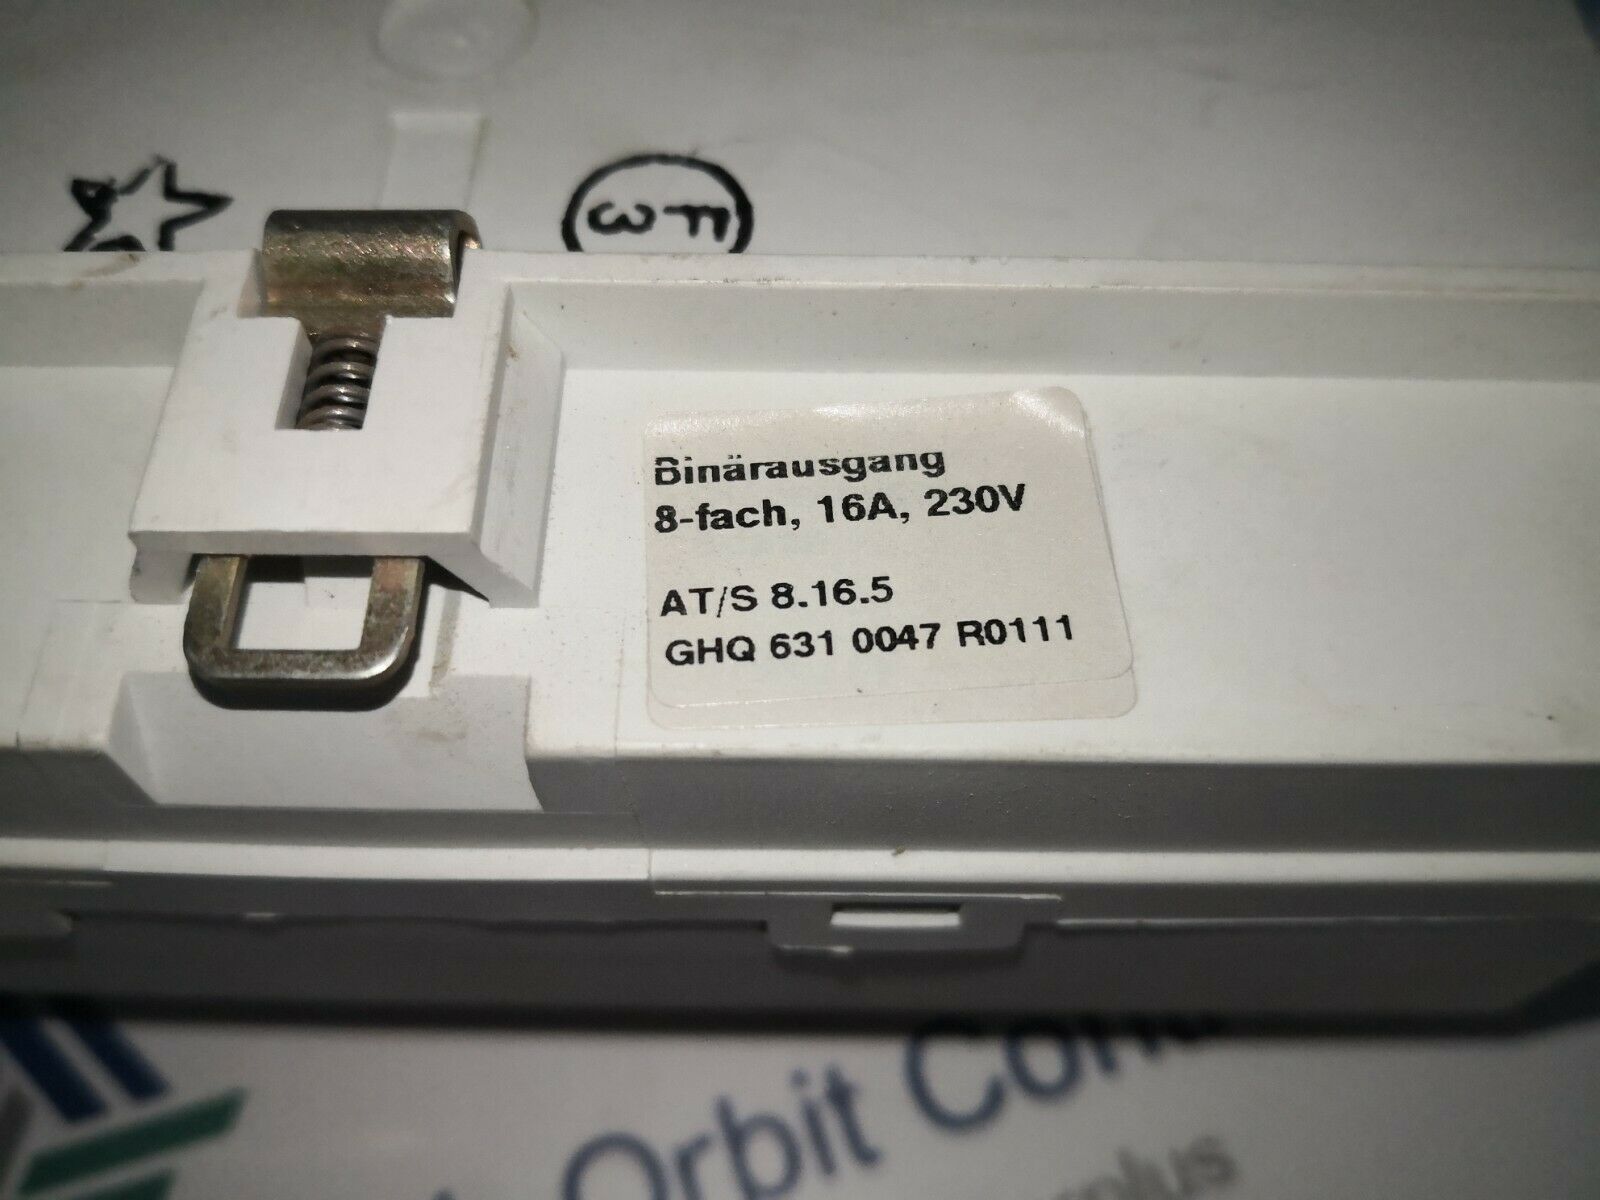 Binärausgang
8-fach, 16A, 230V
AT/S 8.16.5
GHQ 631 0047 R0111
Orbit